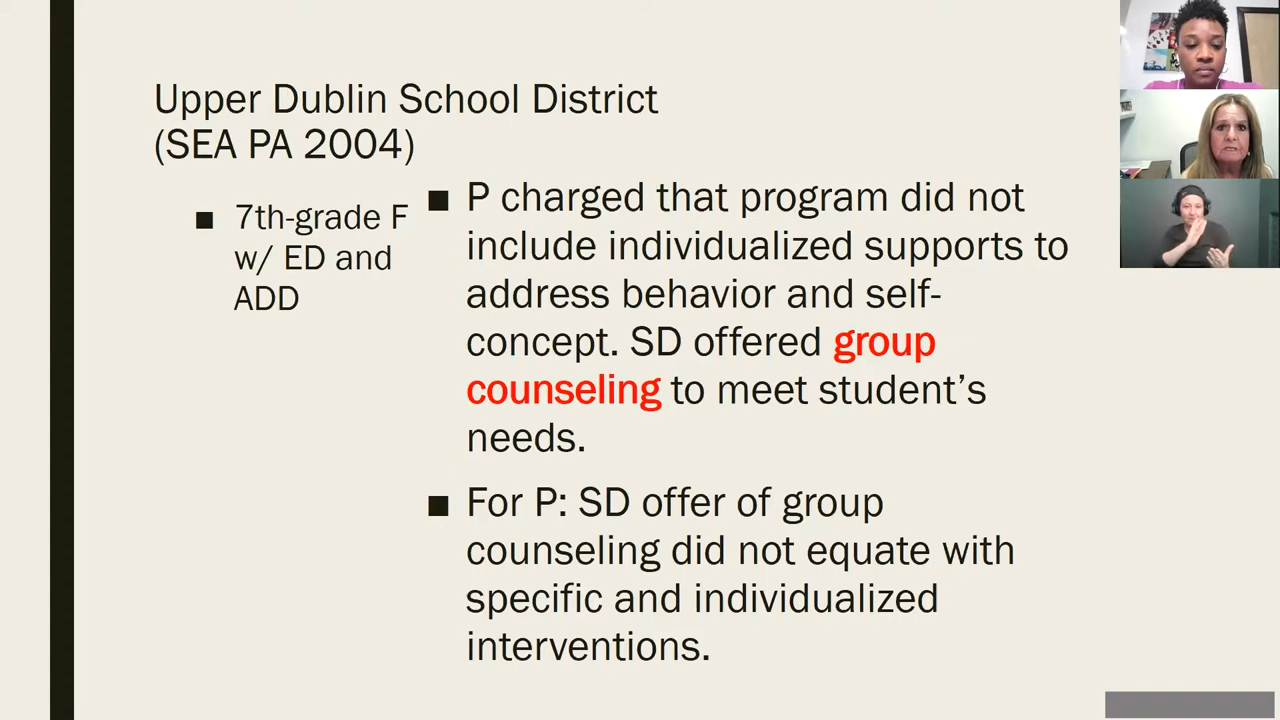 Upper Dublin School District
(SEA PA 2004)
■ 7th-grade F
w/ ED and
ADD
■ P charged that program did not
include individualized supports to
address behavior and self-
concept. SD offered group
counseling to meet student’s
needs.
■ For P: SD offer of group
counseling did not equate with
specific and individualized
interventions.